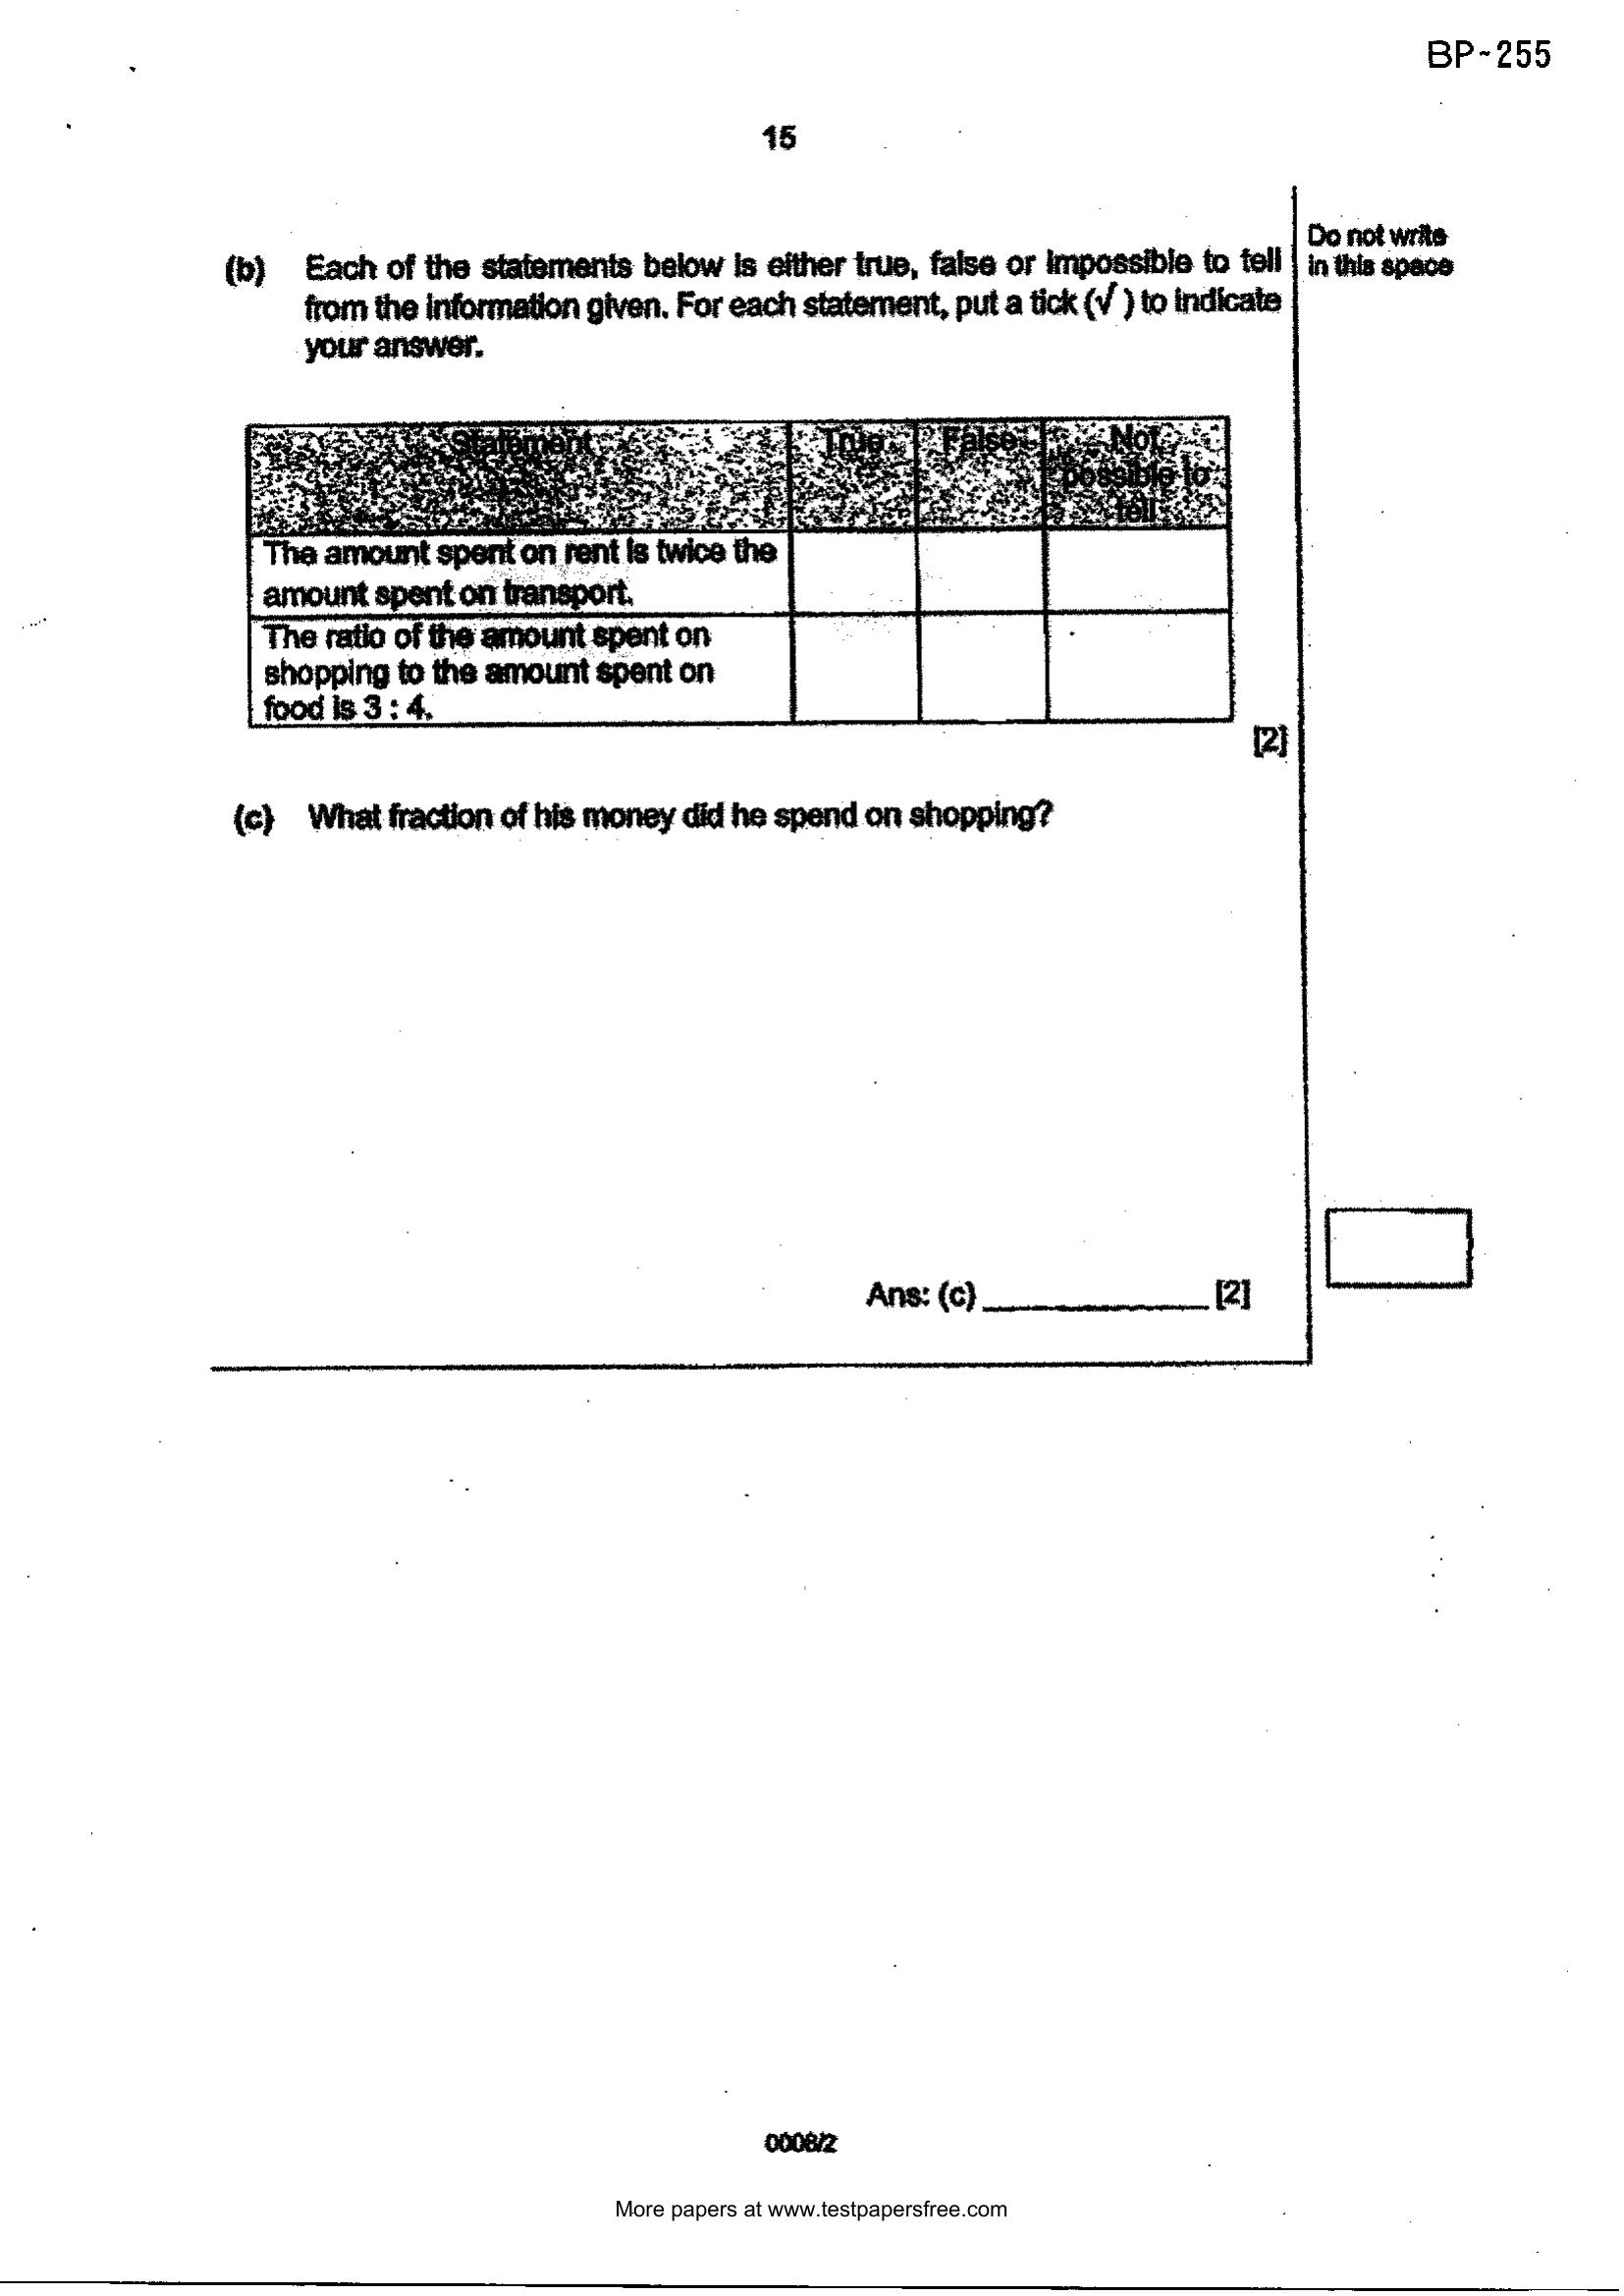 BP-255
15
Do not write
in this space
(b) Each of the statements below is either true, false or impossible to tell
from the information given. For each statement, put a tick (√ ) to indicate
your answer.
Statement True False Not
possible to
tell
The amount spent on rent is twice the
amount spent on transport.
The ratio of the amount spent on
shopping to the amount spent on
food is 3 : 4.
[2]
(c) What fraction of his money did he spend on shopping?
Ans: (c) ______________ [2]
0008/2
More papers at www.testpapersfree.com